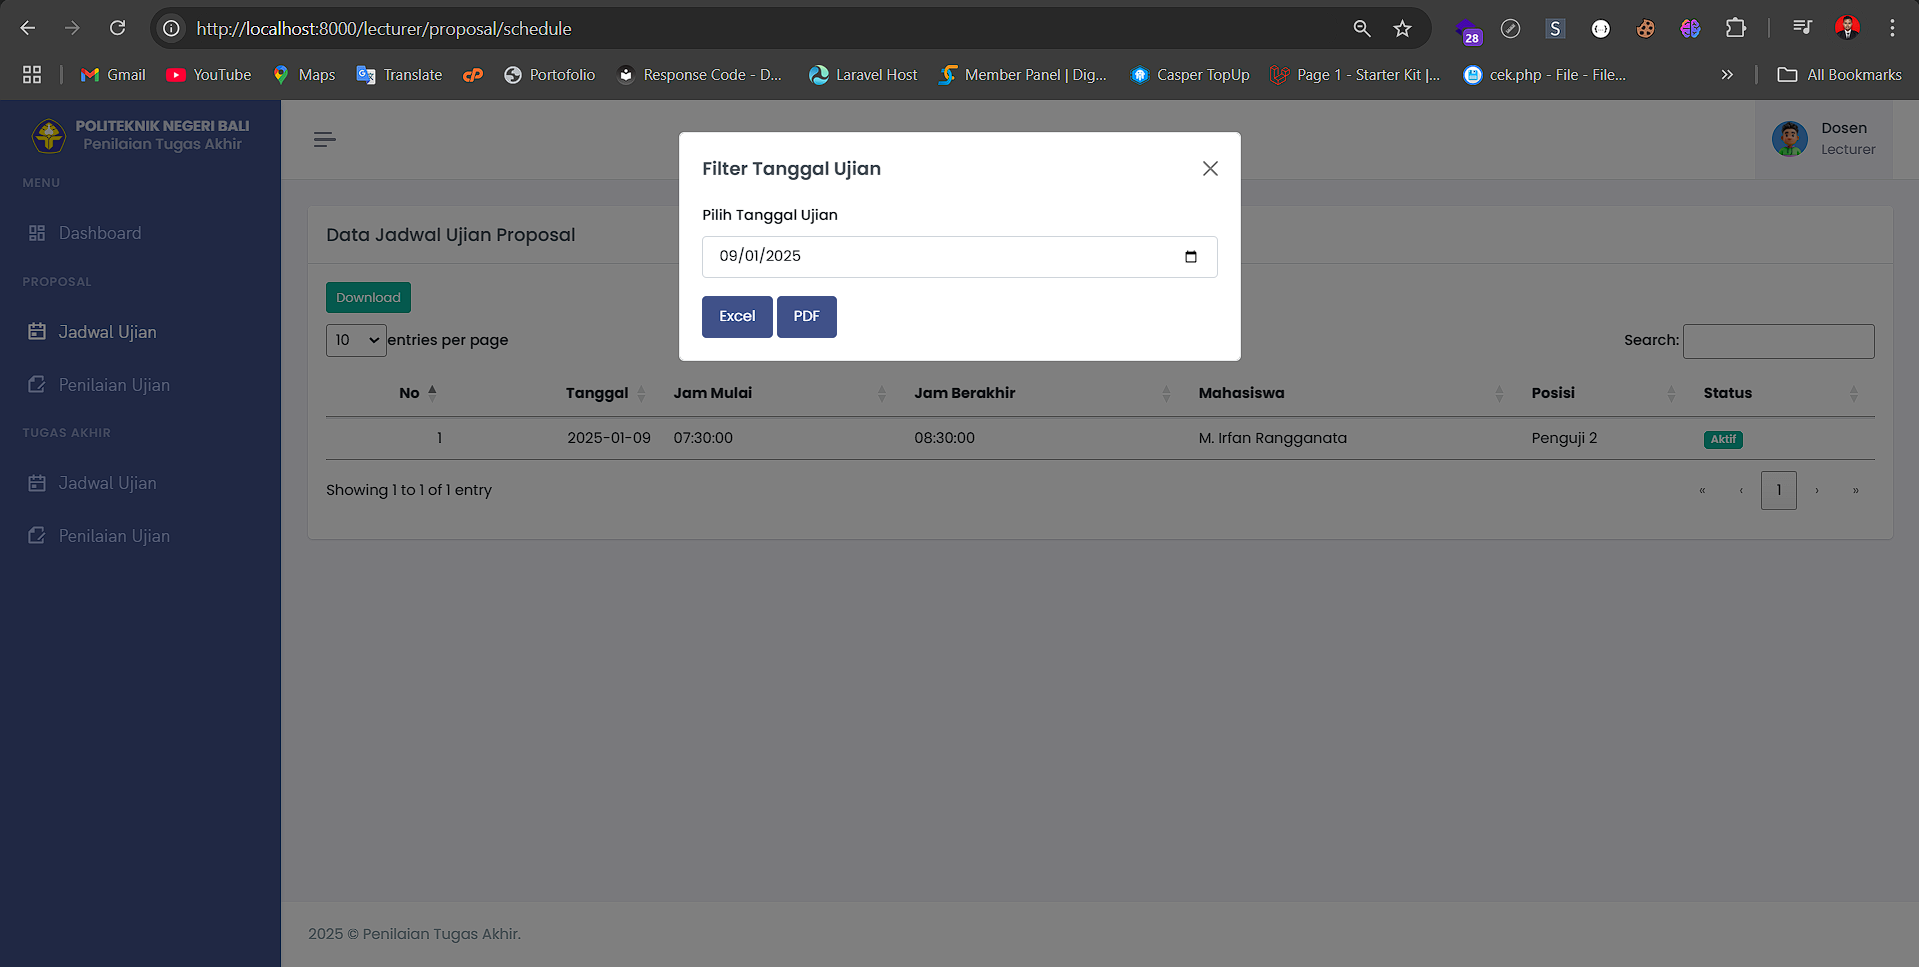 http://localhost:8000/lecturer/proposal/schedule
28
S
Gmail
YouTube
Maps
Translate
cP
Portofolio
Response Code - D...
Laravel Host
Member Panel | Dig...
Casper TopUp
Page 1 - Starter Kit |...
cek.php - File - File...
»
All Bookmarks
POLITEKNIK NEGERI BALI
Penilaian Tugas Akhir
MENU
Dashboard
PROPOSAL
Jadwal Ujian
Penilaian Ujian
TUGAS AKHIR
Jadwal Ujian
Penilaian Ujian
Dosen
Lecturer
Filter Tanggal Ujian
Pilih Tanggal Ujian
09/01/2025
Excel PDF
Data Jadwal Ujian Proposal
Download
10 entries per page
Search:
No Tanggal Jam Mulai Jam Berakhir Mahasiswa Posisi Status
1 2025-01-09 07:30:00 08:30:00 M. Irfan Rangganata Penguji 2 Aktif
Showing 1 to 1 of 1 entry
« ‹ 1 › »
2025 © Penilaian Tugas Akhir.